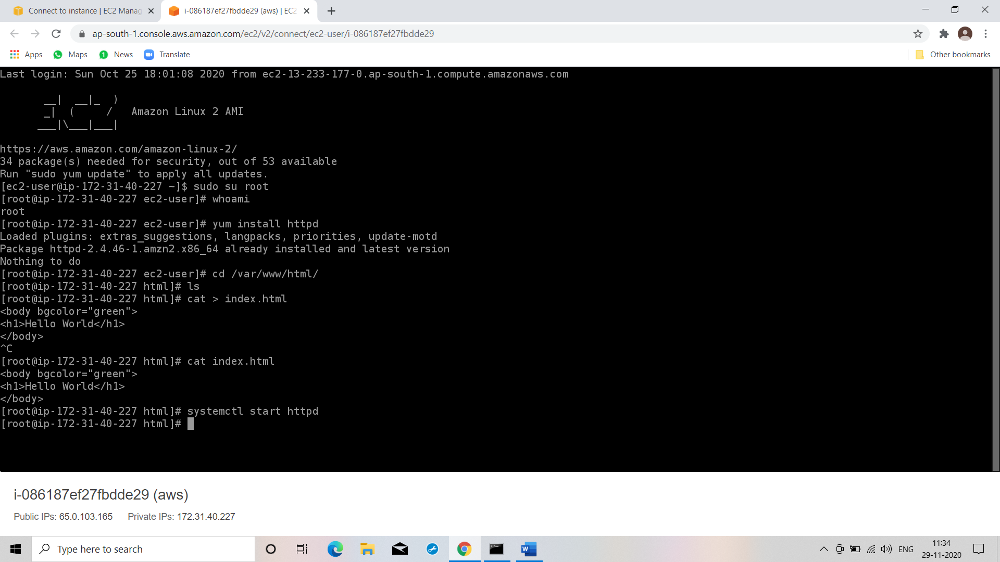 Connect to instance | EC2 Manag
i-086187ef27fbdde29 (aws) | EC2
ap-south-1.console.aws.amazon.com/ec2/v2/connect/ec2-user/i-086187ef27fbdde29
Apps Maps 1 News Translate Other bookmarks
Last login: Sun Oct 25 18:01:08 2020 from ec2-13-233-177-0.ap-south-1.compute.amazonaws.com
       __|  __|_  )
       _|  (     /   Amazon Linux 2 AMI
      ___|\___|___|
https://aws.amazon.com/amazon-linux-2/
34 package(s) needed for security, out of 53 available
Run "sudo yum update" to apply all updates.
[ec2-user@ip-172-31-40-227 ~]$ sudo su root
[root@ip-172-31-40-227 ec2-user]# whoami
root
[root@ip-172-31-40-227 ec2-user]# yum install httpd
Loaded plugins: extras_suggestions, langpacks, priorities, update-motd
Package httpd-2.4.46-1.amzn2.x86_64 already installed and latest version
Nothing to do
[root@ip-172-31-40-227 ec2-user]# cd /var/www/html/
[root@ip-172-31-40-227 html]# ls
[root@ip-172-31-40-227 html]# cat > index.html
<body bgcolor="green">
<h1>Hello World</h1>
</body>
^C
[root@ip-172-31-40-227 html]# cat index.html
<body bgcolor="green">
<h1>Hello World</h1>
</body>
[root@ip-172-31-40-227 html]# systemctl start httpd
[root@ip-172-31-40-227 html]#
i-086187ef27fbdde29 (aws)
Public IPs: 65.0.103.165 Private IPs: 172.31.40.227
Type here to search
ENG
11:34
29-11-2020